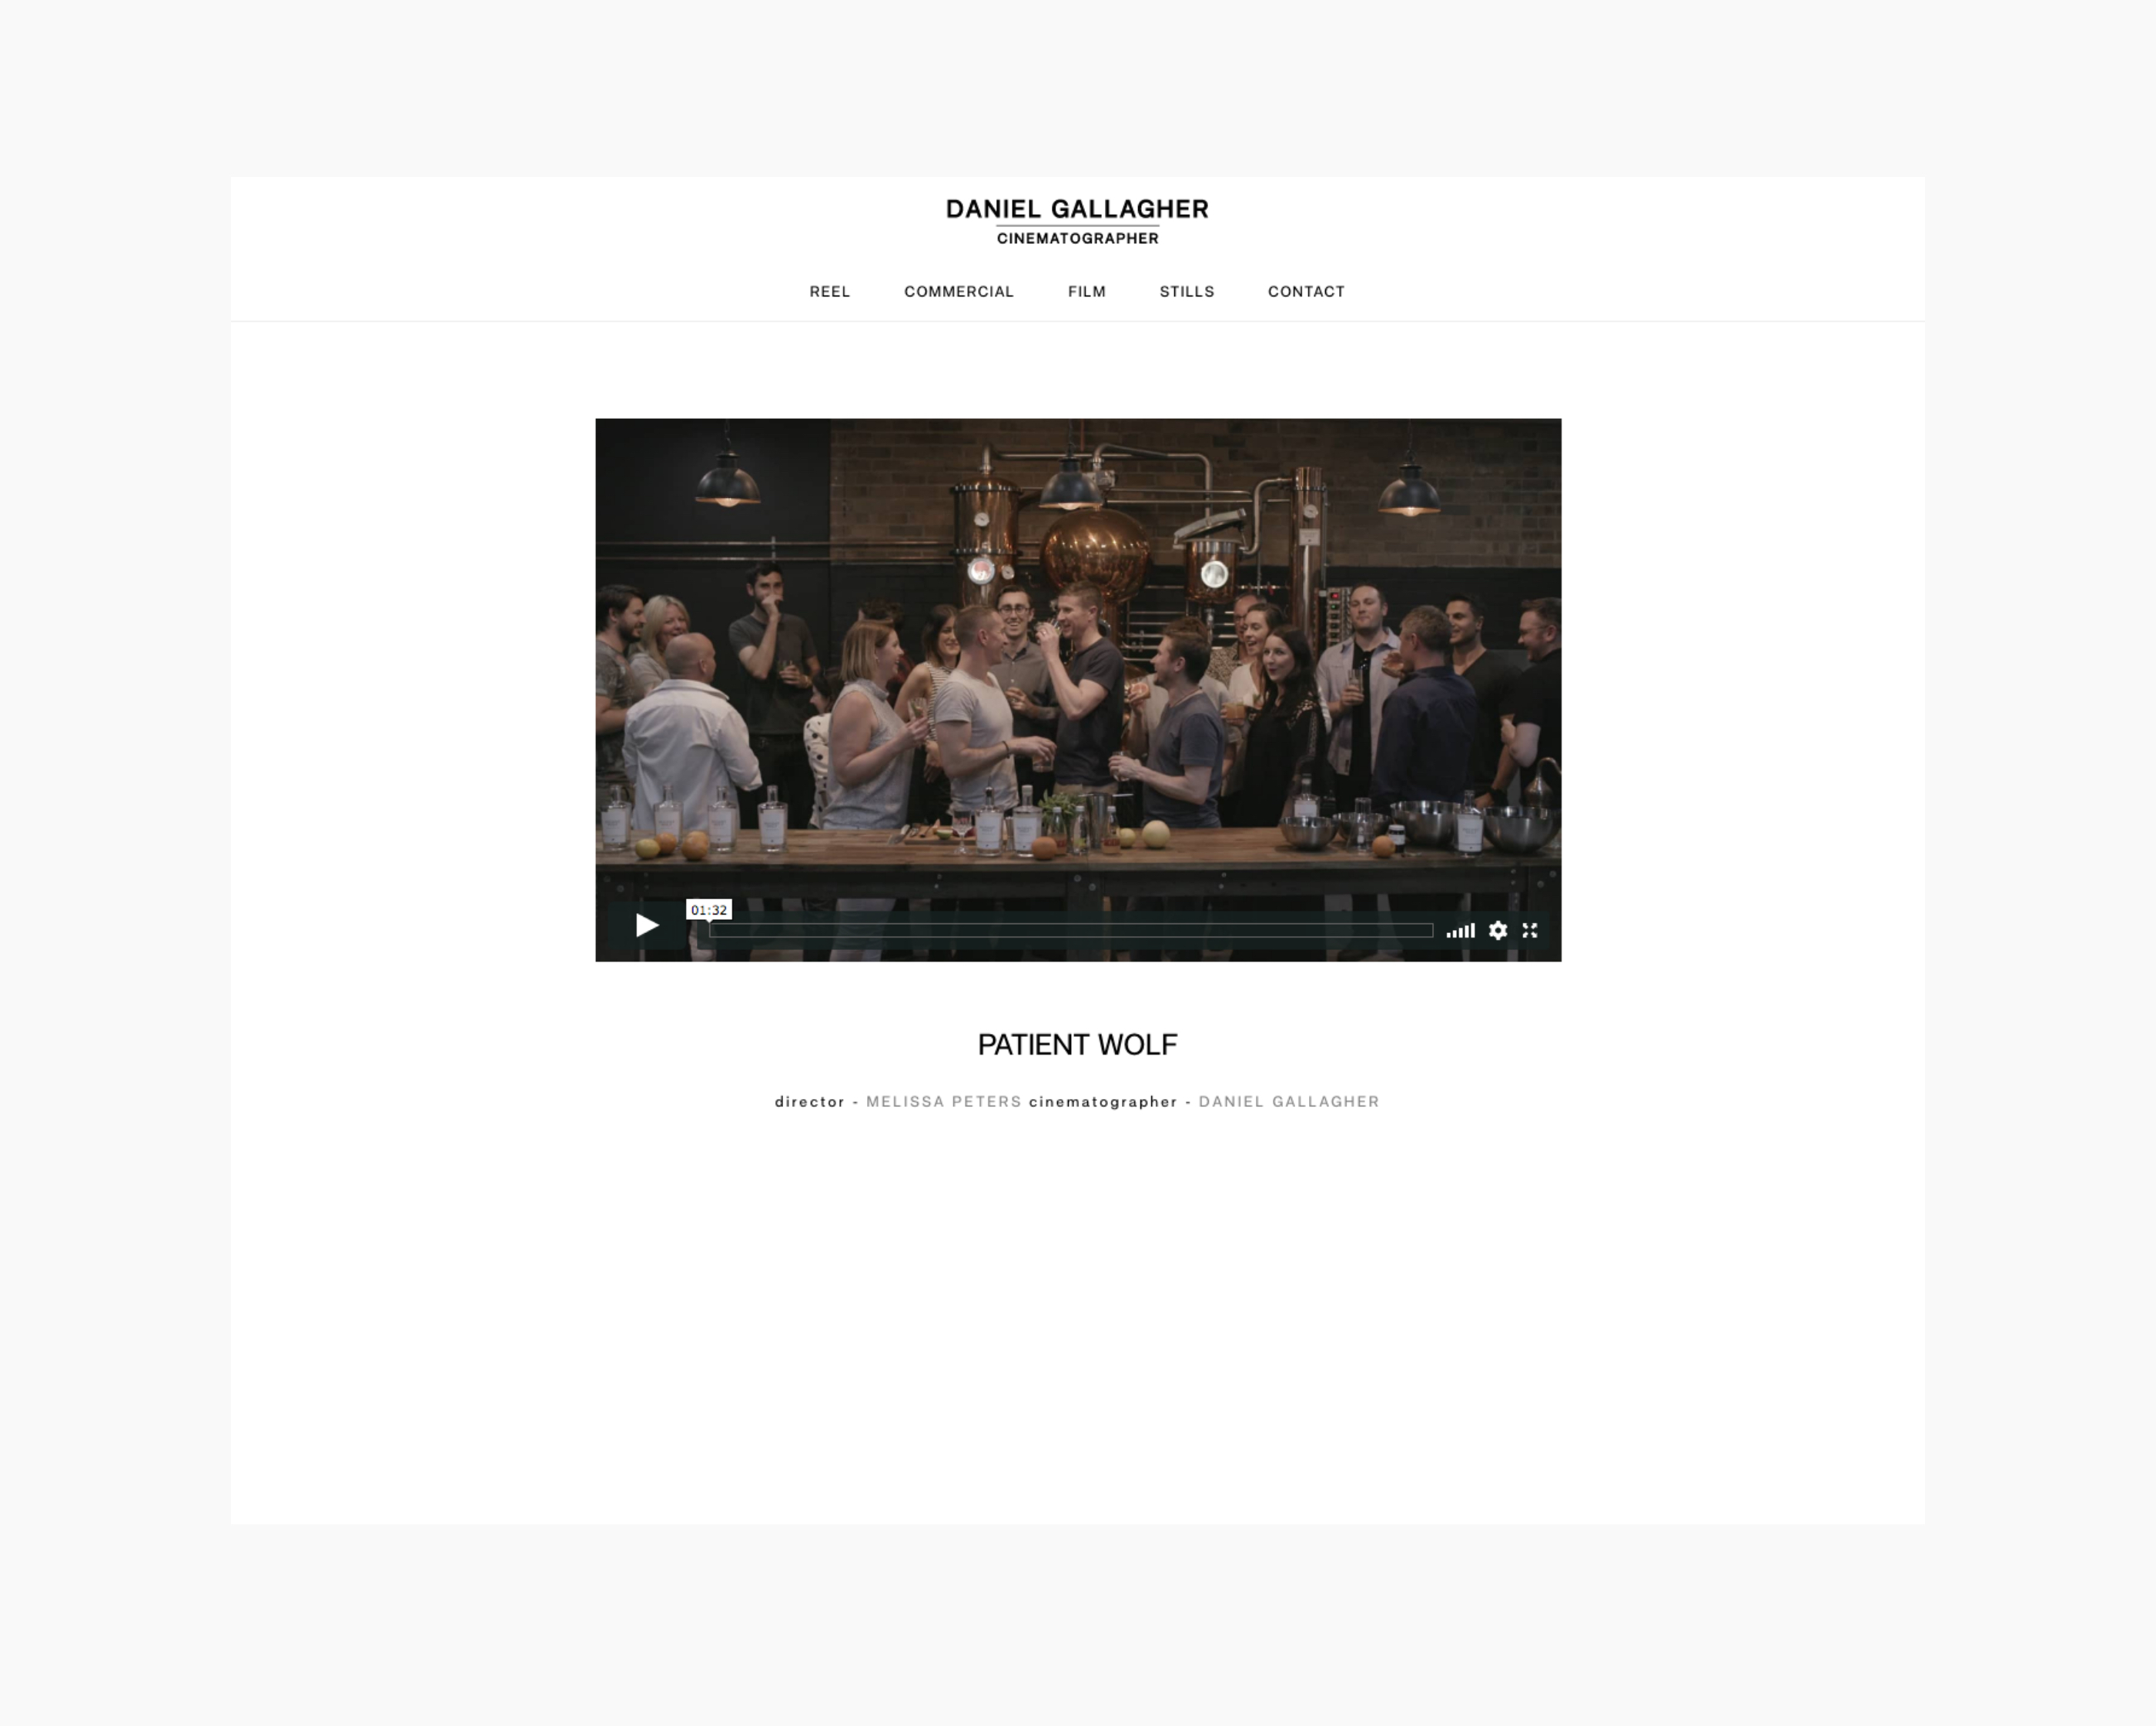 DANIEL GALLAGHER
CINEMATOGRAPHER
REEL COMMERCIAL FILM STILLS CONTACT
01:32
PATIENT WOLF
director - MELISSA PETERS cinematographer - DANIEL GALLAGHER